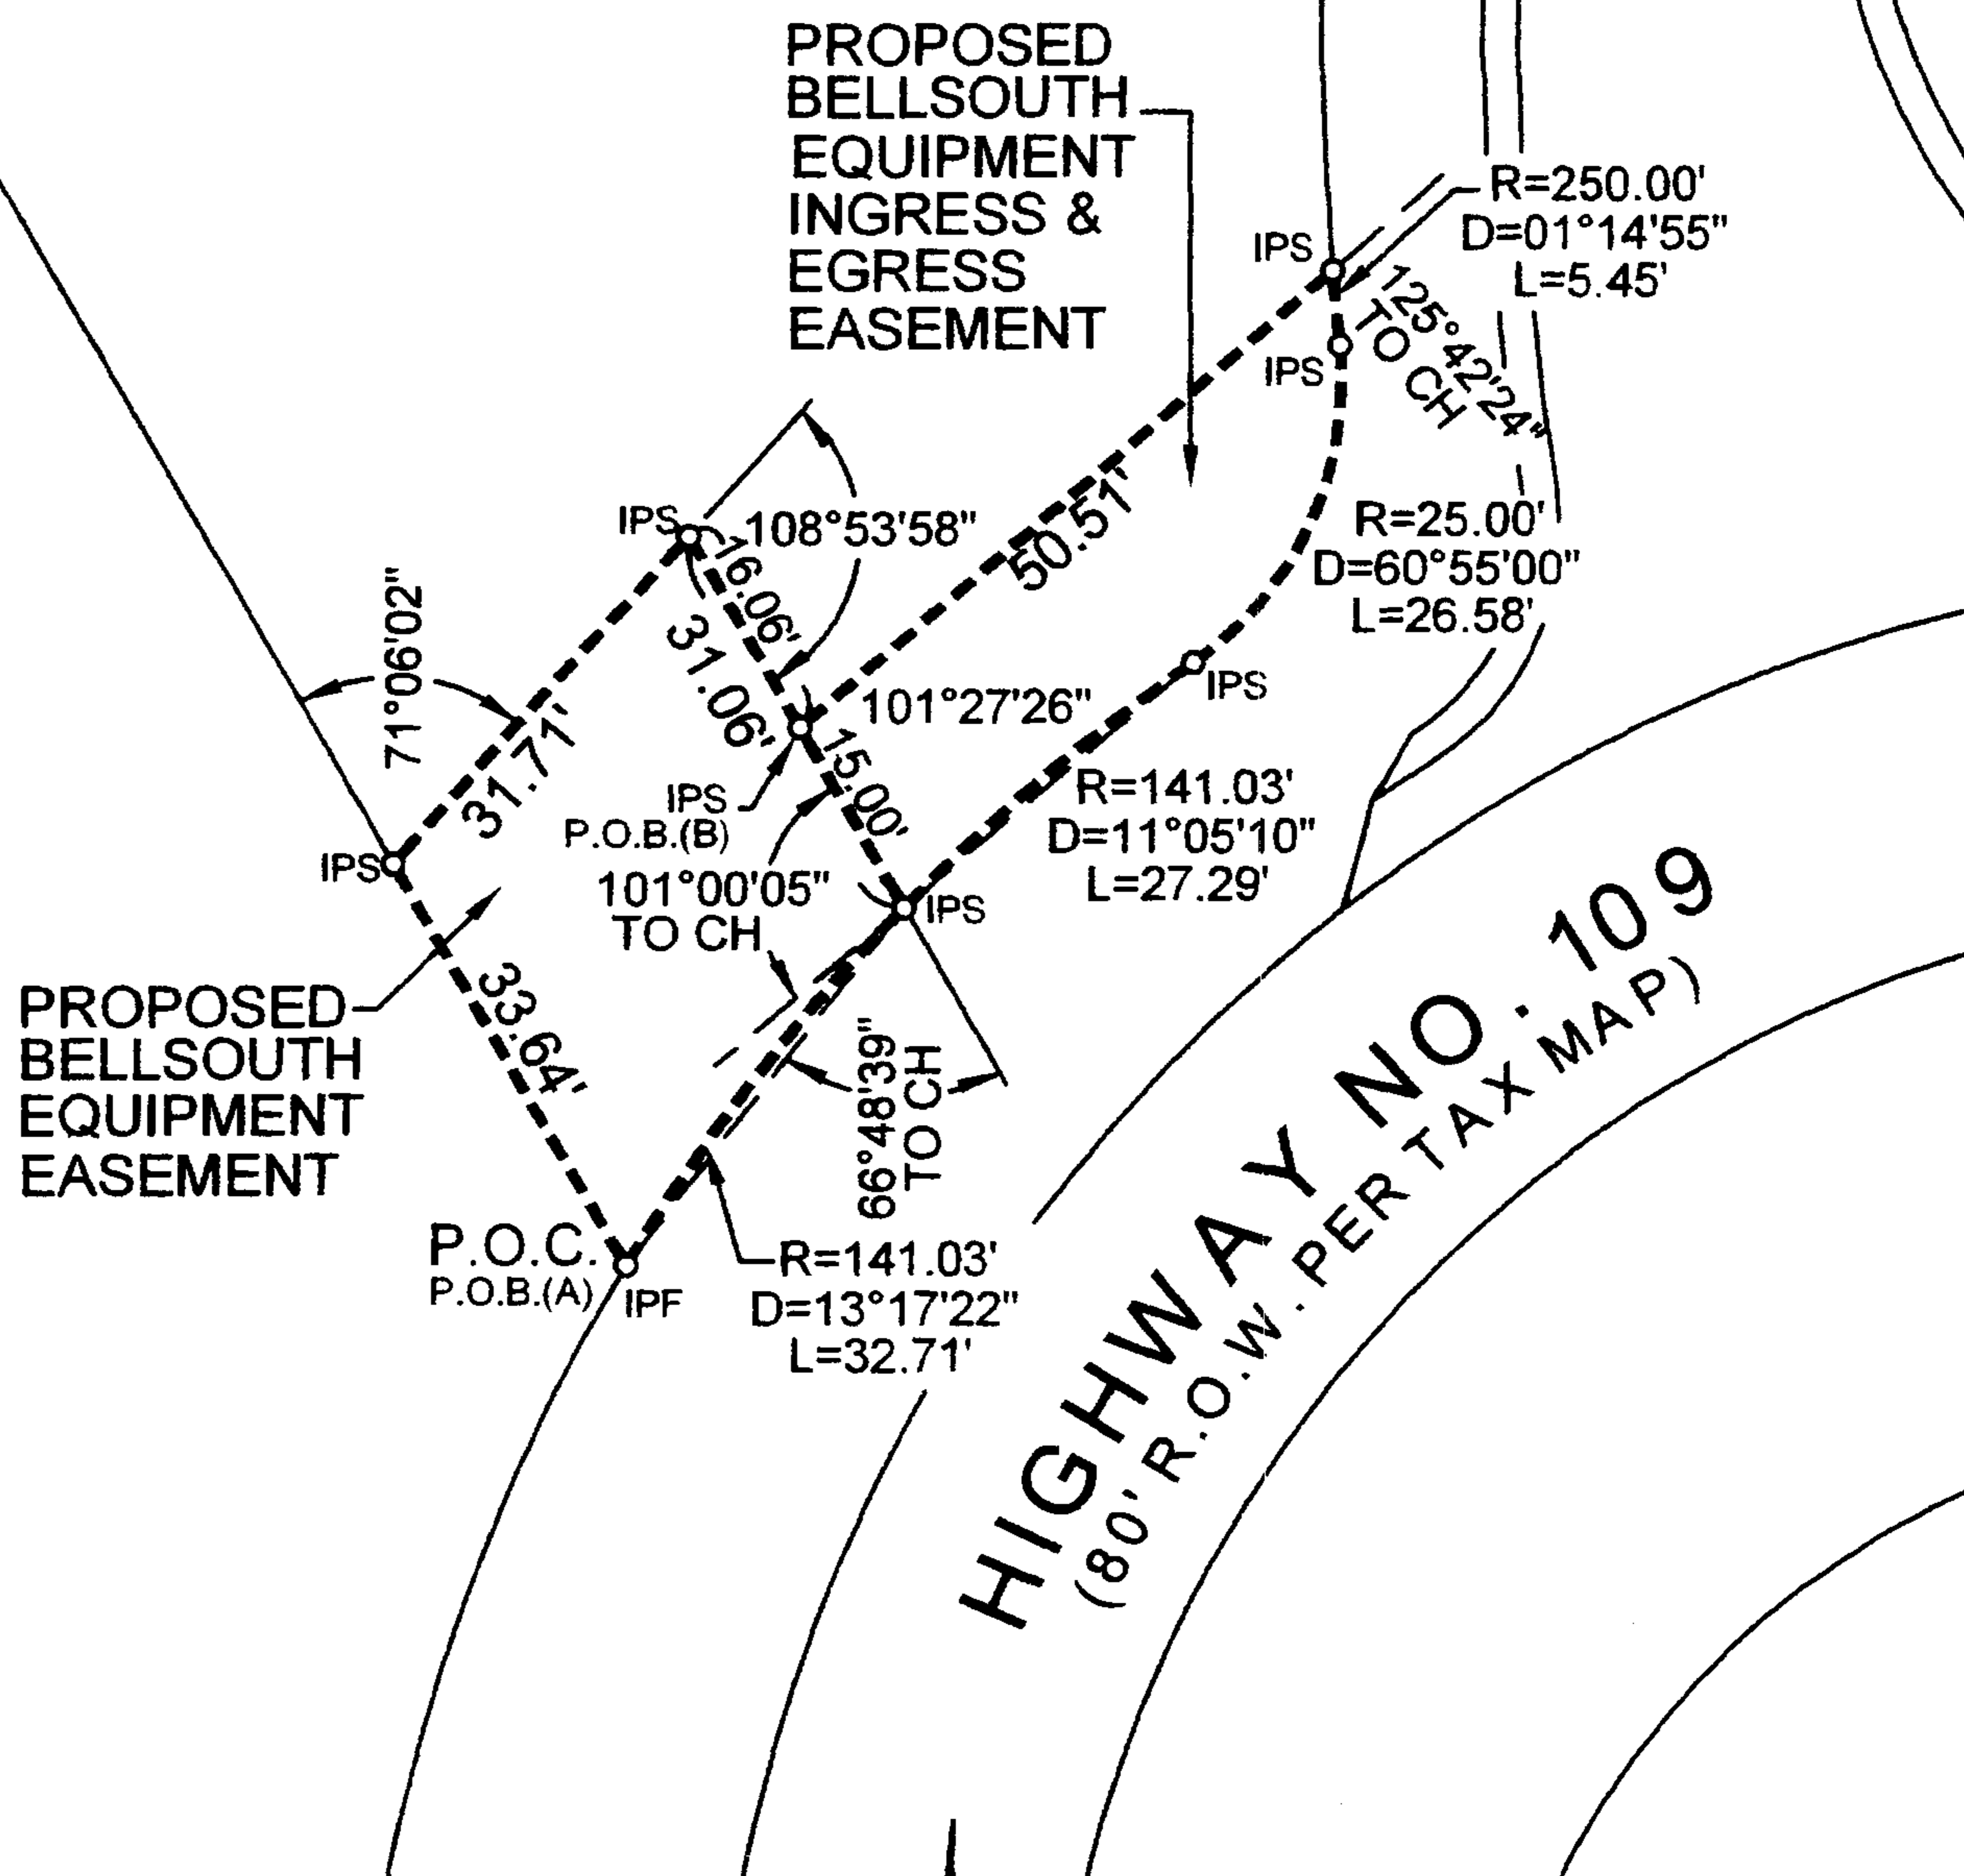 PROPOSED
BELLSOUTH
EQUIPMENT
INGRESS &
EGRESS
EASEMENT
R=250.00'
D=01°14'55"
L=5.45'
IPS
125°42'24"
TO CH
IPS
IPS
108°53'58"
16.06'
50.51'
R=25.00'
D=60°55'00"
L=26.58'
71°06'02"
31.06'
31.71'
101°27'26"
IPS
15.00'
IPS
P.O.B.(B)
R=141.03'
D=11°05'10"
L=27.29'
IPS
101°00'05"
TO CH
IPS
PROPOSED
BELLSOUTH
EQUIPMENT
EASEMENT
33.64'
66°48'39"
TO CH
P.O.C.
P.O.B.(A)
IPF
R=141.03'
D=13°17'22"
L=32.71'
HIGHWAY NO. 109
(80' R.O.W. PER TAX MAP)